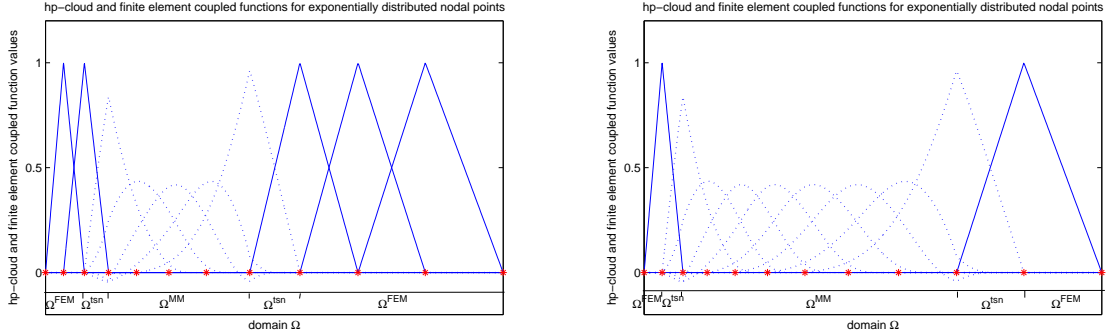 hp−cloud and finite element coupled functions for exponentially distributed nodal points
hp−cloud and finite element coupled function values
1
0.5
0
Ω^FEM Ω^tsn Ω^MM Ω^tsn Ω^FEM
domain Ω
hp−cloud and finite element coupled functions for exponentially distributed nodal points
hp−cloud and finite element coupled function values
1
0.5
0
Ω^FEM Ω^tsn Ω^MM Ω^tsn Ω^FEM
domain Ω